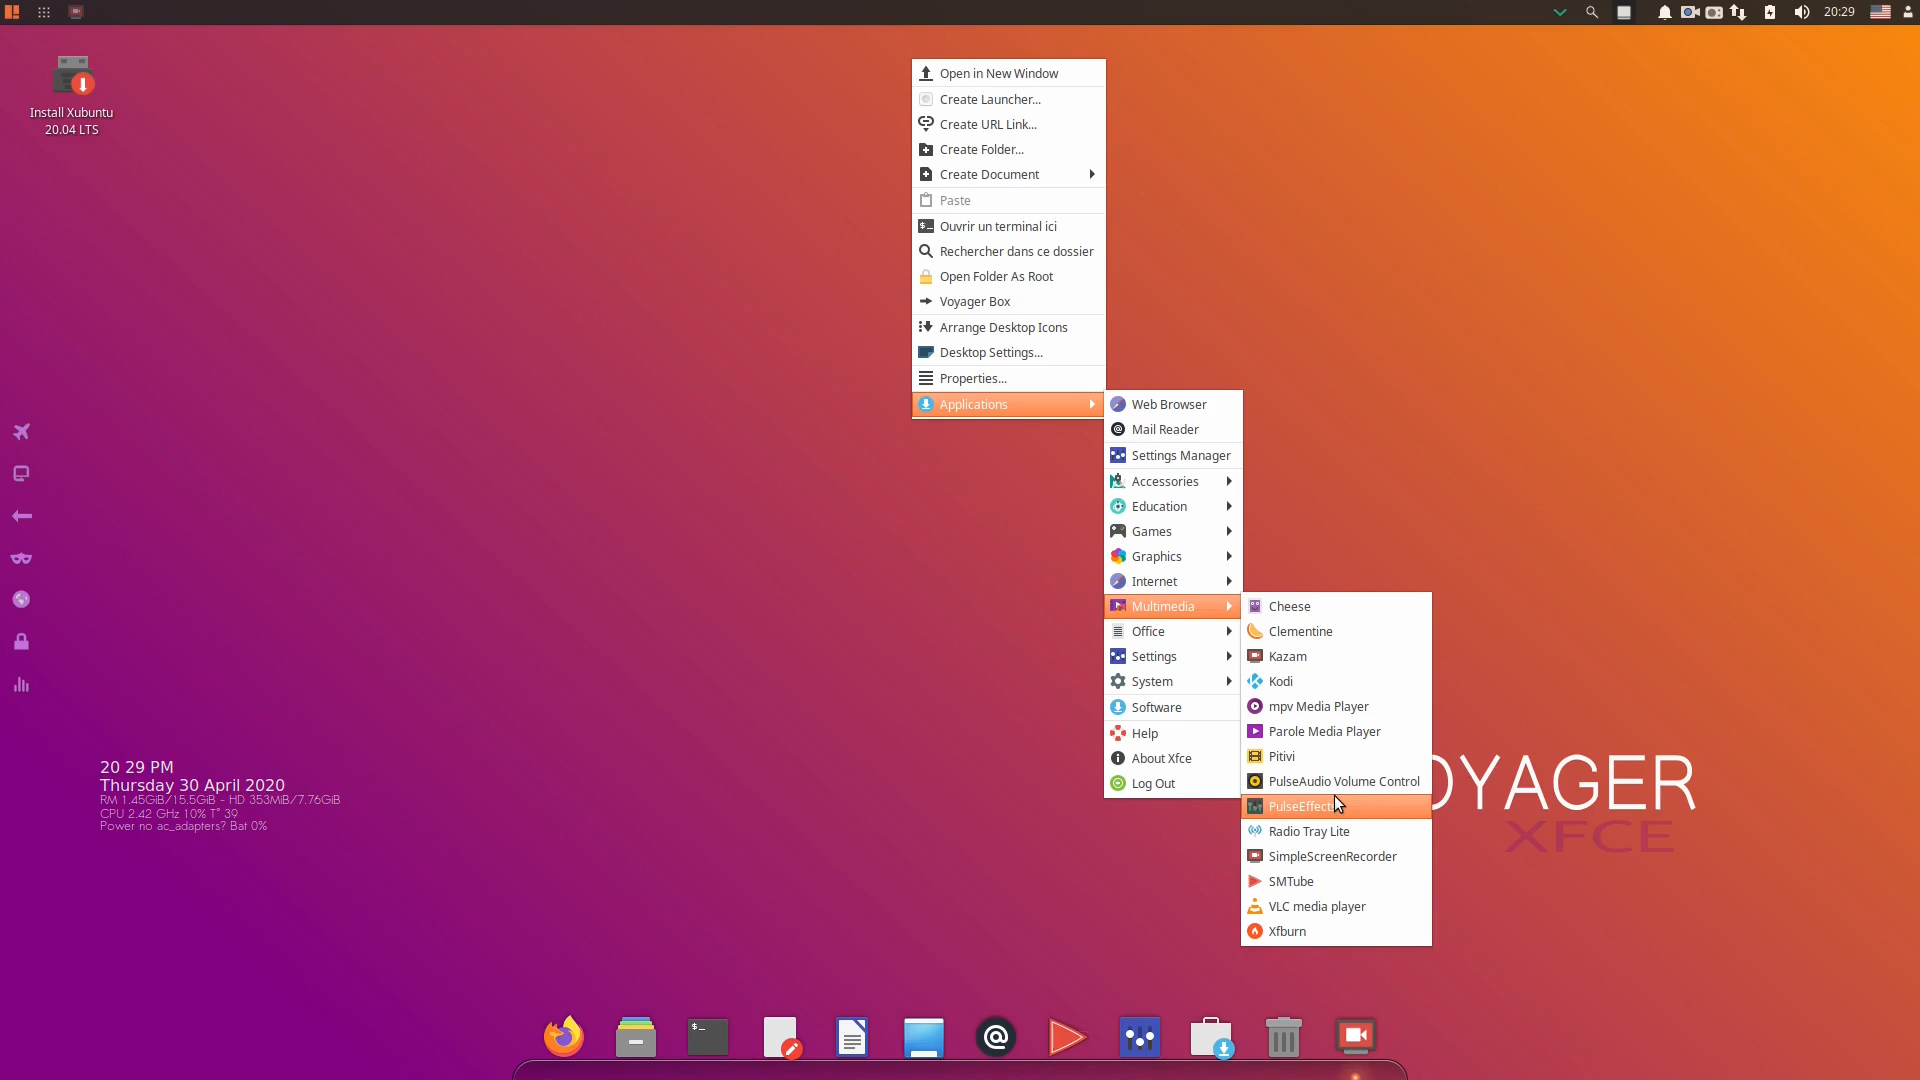 20:29
Install Xubuntu
20.04 LTS
Open in New Window
Create Launcher...
Create URL Link...
Create Folder...
Create Document
Paste
Ouvrir un terminal ici
Rechercher dans ce dossier
Open Folder As Root
Voyager Box
Arrange Desktop Icons
Desktop Settings...
Properties...
Applications
Web Browser
Mail Reader
Settings Manager
Accessories
Education
Games
Graphics
Internet
Multimedia
Office
Settings
System
Software
Help
About Xfce
Log Out
Cheese
Clementine
Kazam
Kodi
mpv Media Player
Parole Media Player
Pitivi
PulseAudio Volume Control
PulseEffects
Radio Tray Lite
SimpleScreenRecorder
SMTube
VLC media player
Xfburn
20 29 PM
Thursday 30 April 2020
RM 1.45GiB/15.5GiB - HD 353MiB/7.76GiB
CPU 2.42 GHz 10% T° 39
Power no ac_adapters? Bat 0%
OYAGER
XFCE